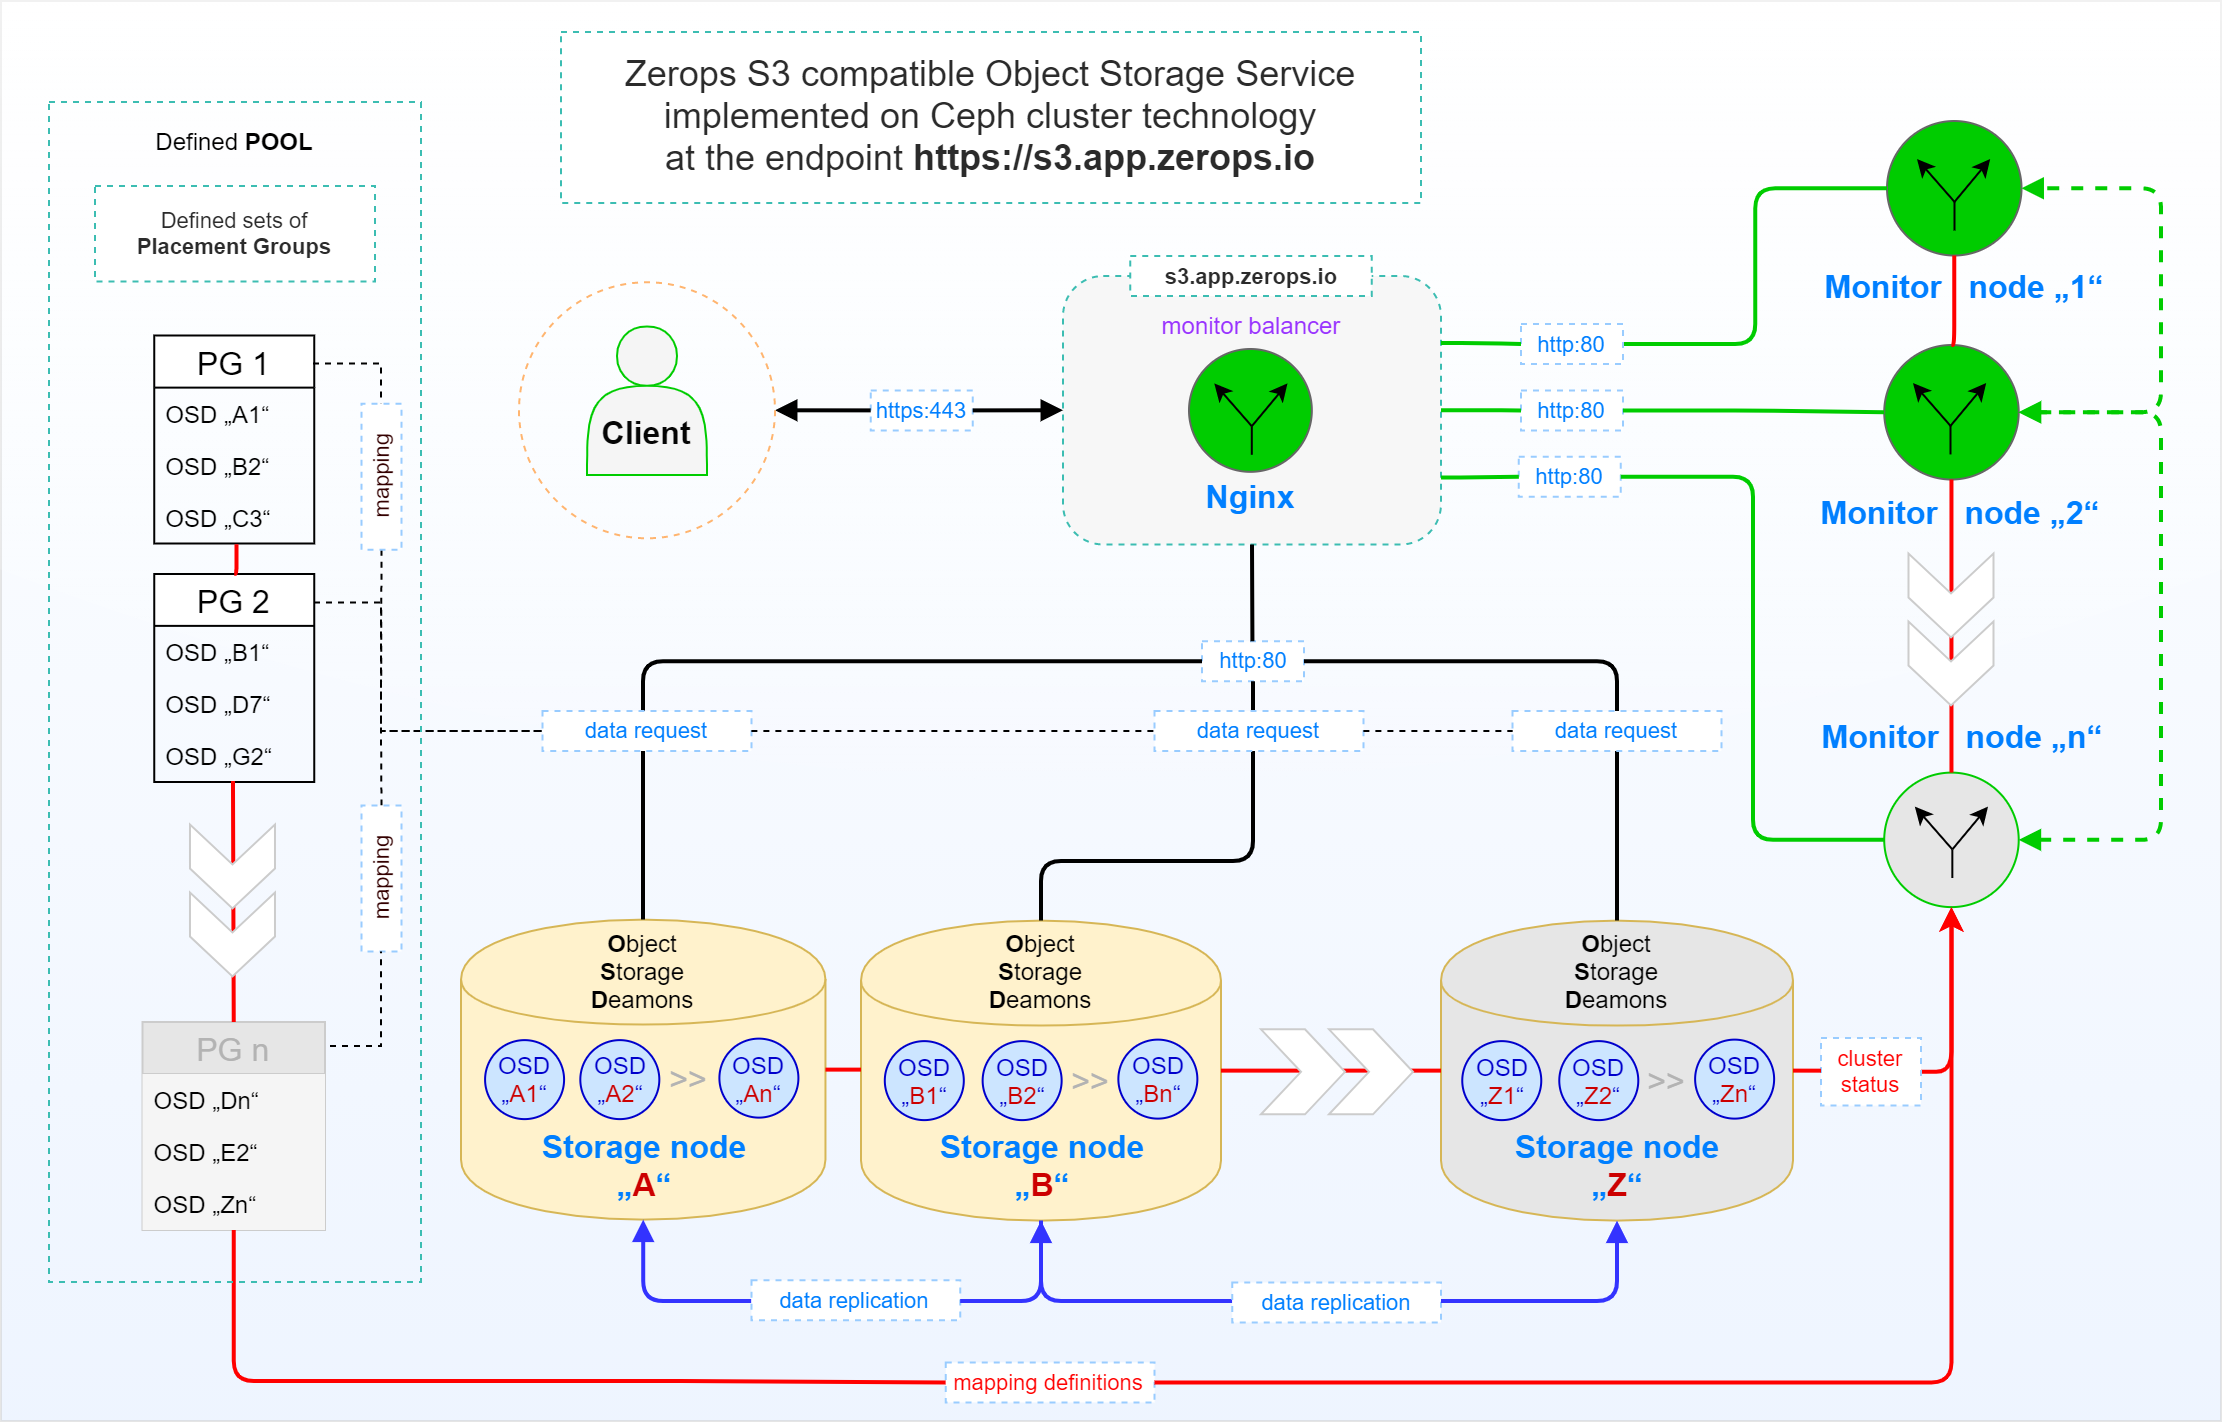 Zerops S3 compatible Object Storage Service
implemented on Ceph cluster technology
at the endpoint https://s3.app.zerops.io
Defined POOL
Defined sets of
Placement Groups
PG 1
OSD „A1“
OSD „B2“
OSD „C3“
PG 2
OSD „B1“
OSD „D7“
OSD „G2“
PG n
OSD „Dn“
OSD „E2“
OSD „Zn“
mapping
mapping
Client
https:443
s3.app.zerops.io
monitor balancer
Nginx
http:80
http:80
http:80
Monitor node „1“
Monitor node „2“
Monitor node „n“
http:80
data request
data request
data request
Object
Storage
Deamons
OSD
„A1“
OSD
„A2“
>>
OSD
„An“
Storage node
„A“
Object
Storage
Deamons
OSD
„B1“
OSD
„B2“
>>
OSD
„Bn“
Storage node
„B“
Object
Storage
Deamons
OSD
„Z1“
OSD
„Z2“
>>
OSD
„Zn“
Storage node
„Z“
cluster
status
data replication
data replication
mapping definitions